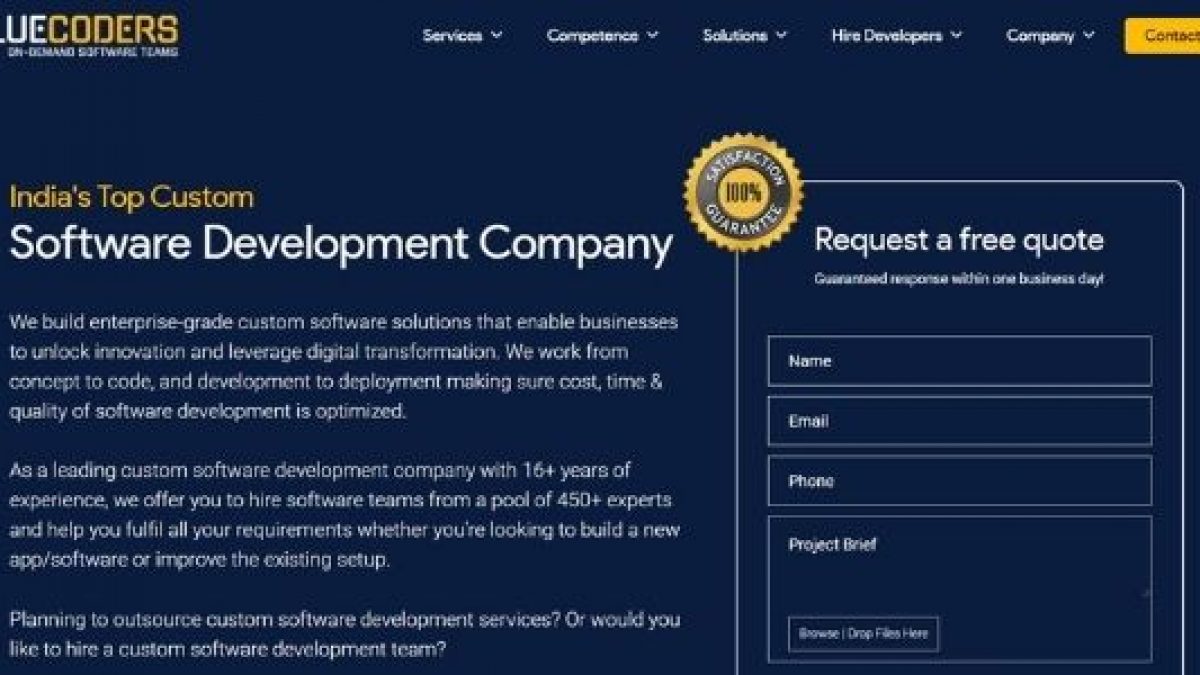 LUECODERS
ON-DEMAND SOFTWARE TEAMS
Services
Competence
Solutions
Hire Developers
Company
Contact
India's Top Custom
Software Development Company
We build enterprise-grade custom software solutions that enable businesses
to unlock innovation and leverage digital transformation. We work from
concept to code, and development to deployment making sure cost, time &
quality of software development is optimized.
As a leading custom software development company with 16+ years of
experience, we offer you to hire software teams from a pool of 450+ experts
and help you fulfil all your requirements whether you're looking to build a new
app/software or improve the existing setup.
Planning to outsource custom software development services? Or would you
like to hire a custom software development team?
SATISFACTION
100%
GUARANTEE
Request a free quote
Guaranteed response within one business day!
Name
Email
Phone
Project Brief
Browse | Drop Files Here